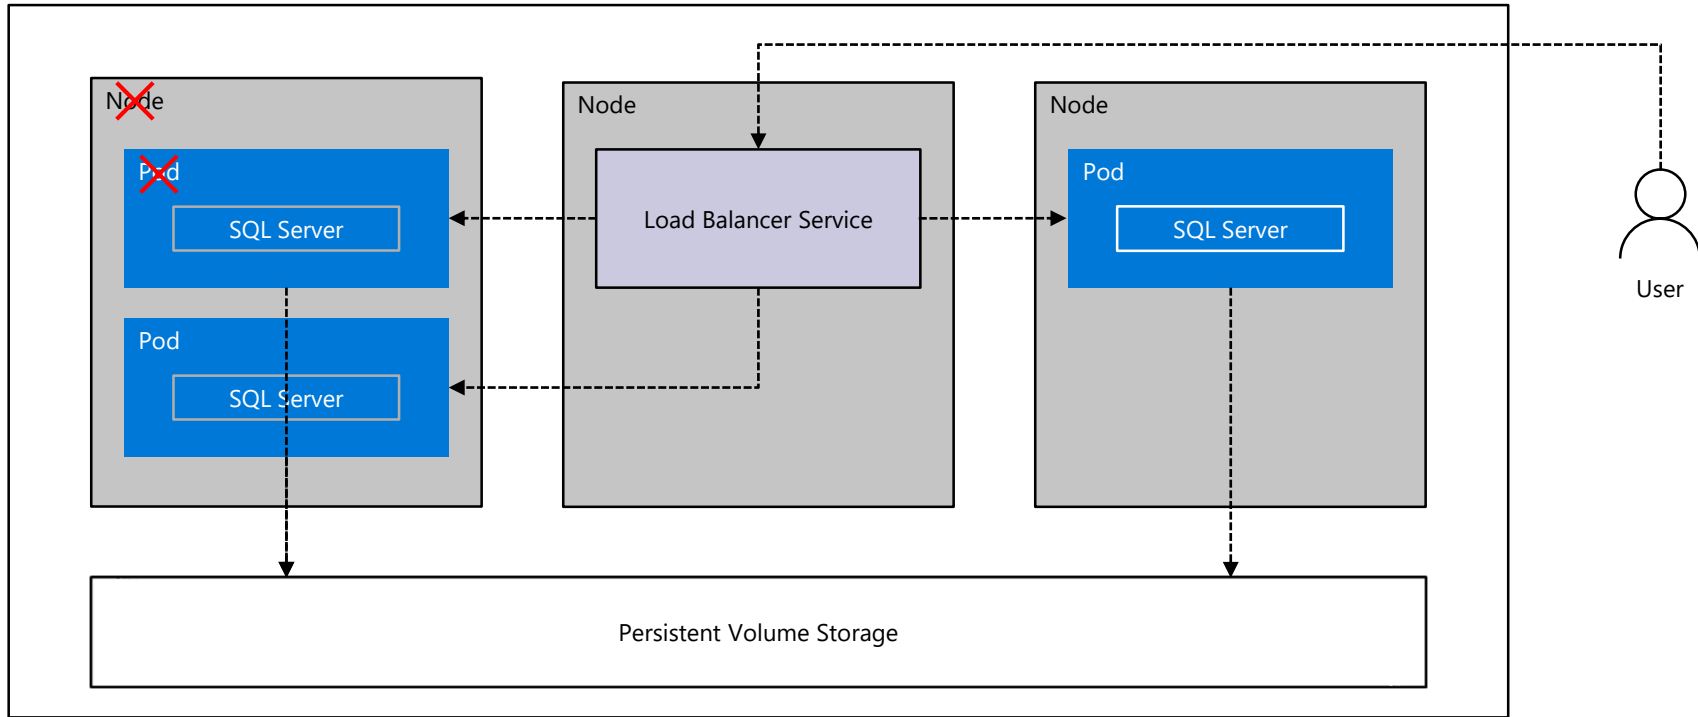 Node
Node
Node
Pod
SQL Server
Load Balancer Service
Pod
SQL Server
User
Pod
SQL Server
Persistent Volume Storage